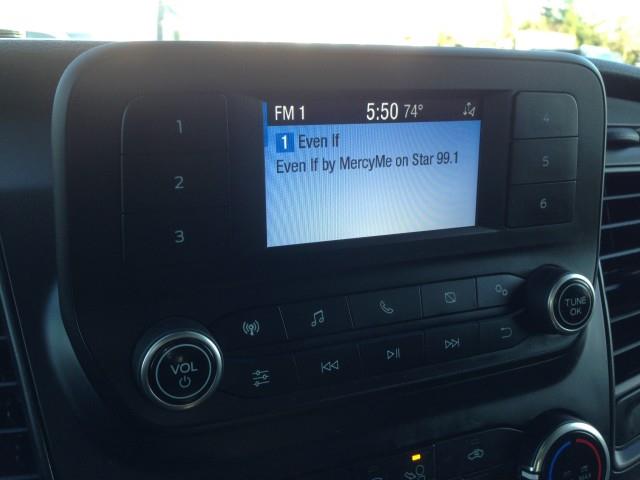 FM 1 5:50 74°
1 Even If
Even If by MercyMe on Star 99.1
1
2
3
4
5
6
VOL
TUNE
OK
MAX